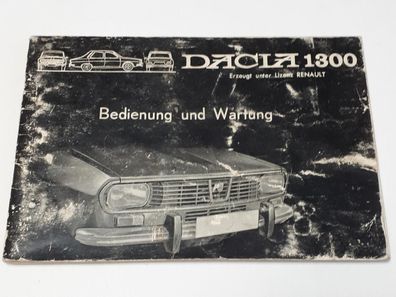 DACIA 1300
Erzeugt unter Lizenz RENAULT
Bedienung und Wartung